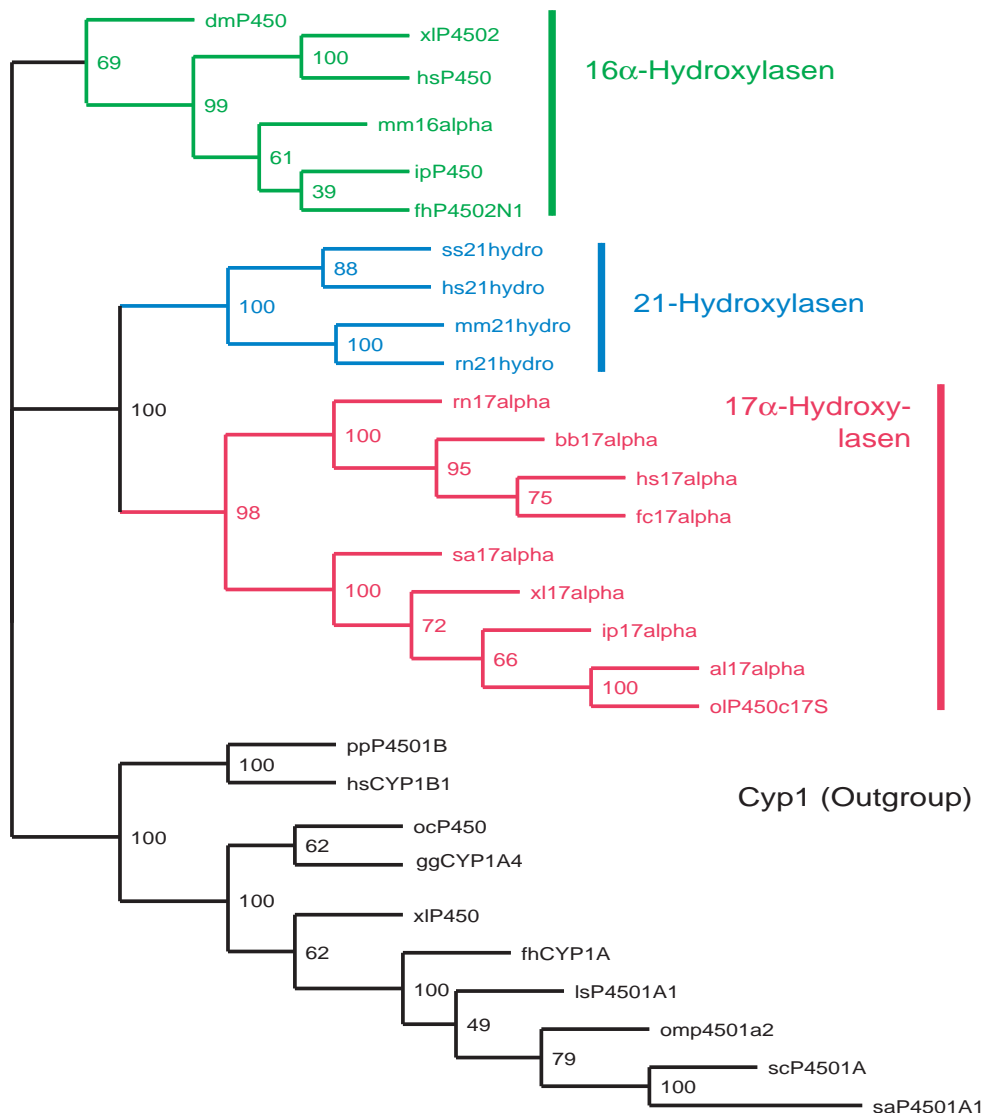 dmP450
xlP4502
69
100
16α-Hydroxylasen
hsP450
99
mm16alpha
61
ipP450
39
fhP4502N1
ss21hydro
88
hs21hydro
100
21-Hydroxylasen
mm21hydro
100
rn21hydro
100
rn17alpha
17α-Hydroxy-
lasen
100
bb17alpha
95
hs17alpha
75
98
fc17alpha
sa17alpha
100
xl17alpha
72
ip17alpha
66
al17alpha
100
olP450c17S
ppP4501B
100
hsCYP1B1
Cyp1 (Outgroup)
100
ocP450
62
ggCYP1A4
100
xlP450
62
fhCYP1A
100
lsP4501A1
49
omp4501a2
79
scP4501A
100
saP4501A1